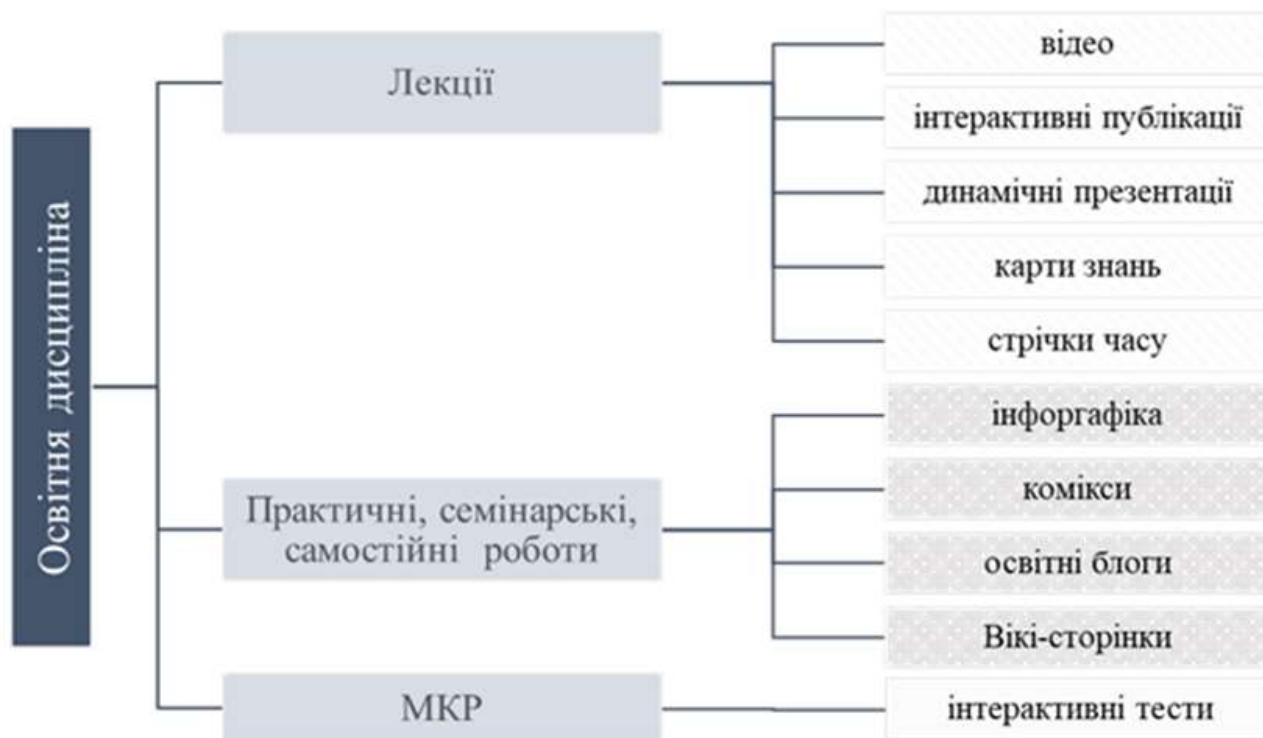 Освітня дисципліна
Лекції
відео
інтерактивні публікації
динамічні презентації
карти знань
стрічки часу
Практичні, семінарські,
самостійні роботи
інфоргафіка
комікси
освітні блоги
Вікі-сторінки
МКР
інтерактивні тести